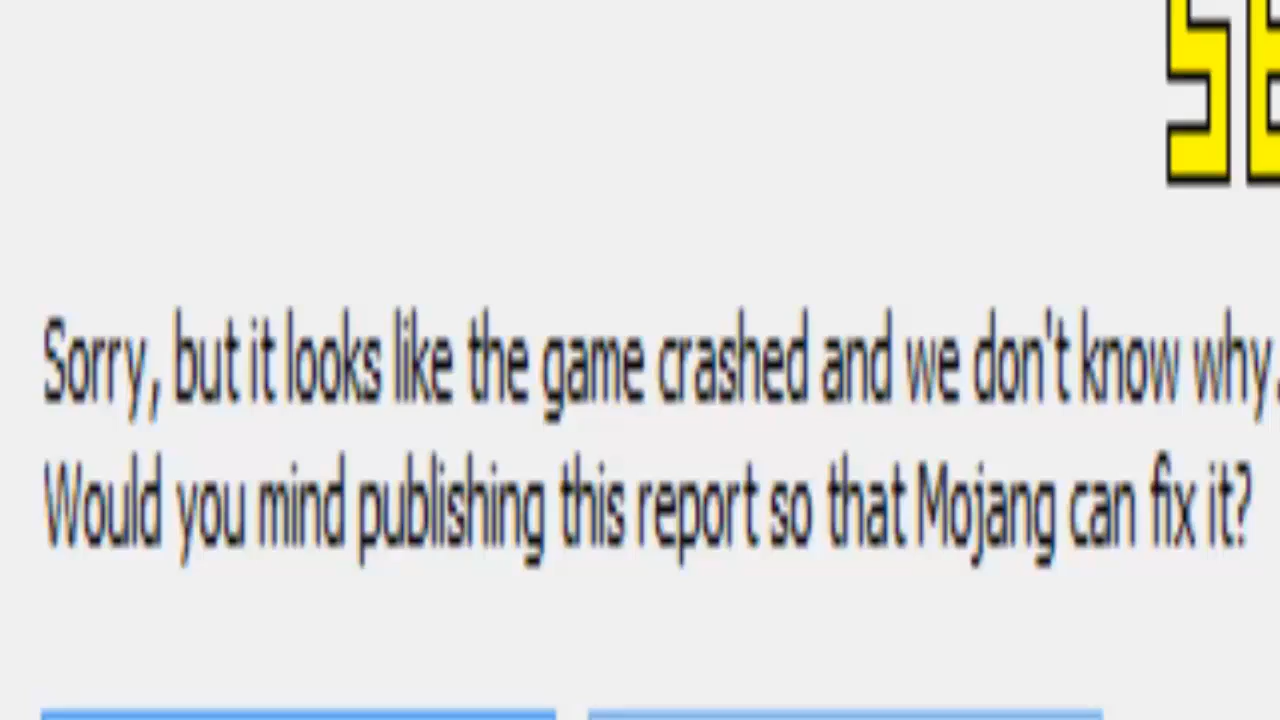 Sorry, but it looks like the game crashed and we don't know why.
Would you mind publishing this report so that Mojang can fix it?